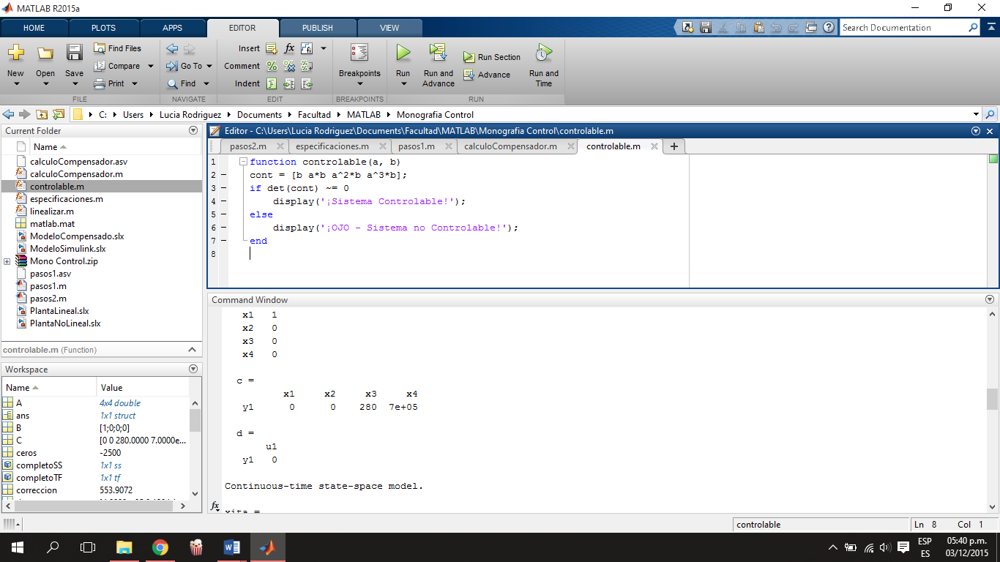 MATLAB R2015a
HOME PLOTS APPS EDITOR PUBLISH VIEW
Search Documentation
New Open Save Find Files Compare Print
Go To Find
Insert fx
Comment
Indent
Breakpoints
Run Run and Advance Run Section Advance Run and Time
FILE NAVIGATE EDIT BREAKPOINTS RUN
C: Users Lucia Rodriguez Documents Facultad MATLAB Monografia Control
Current Folder
Name
calculoCompensador.asv
calculoCompensador.m
controlable.m
especificaciones.m
linealizar.m
matlab.mat
ModeloCompensado.slx
ModeloSimulink.slx
Mono Control.zip
pasos1.asv
pasos1.m
pasos2.m
PlantaLineal.slx
PlantaNoLineal.slx
controlable.m (Function)
Workspace
Name Value
A 4x4 double
ans 1x1 struct
B [1;0;0;0]
C [0 0 280.0000 7.0000e...
ceros -2500
completoSS 1x1 ss
completoTF 1x1 tf
correccion 553.9072
Editor - C:\Users\Lucia Rodriguez\Documents\Facultad\MATLAB\Monografia Control\controlable.m
pasos2.m especificaciones.m pasos1.m calculoCompensador.m controlable.m
1 function controlable(a, b)
2 cont = [b a*b a^2*b a^3*b];
3 if det(cont) ~= 0
4 display('¡Sistema Controlable!');
5 else
6 display('¡OJO - Sistema no Controlable!');
7 end
8
Command Window
x1 1
x2 0
x3 0
x4 0
c =
x1 x2 x3 x4
y1 0 0 280 7e+05
d =
u1
y1 0
Continuous-time state-space model.
fx xita =
controlable Ln 8 Col 1
ESP
ES
05:40 p.m.
03/12/2015